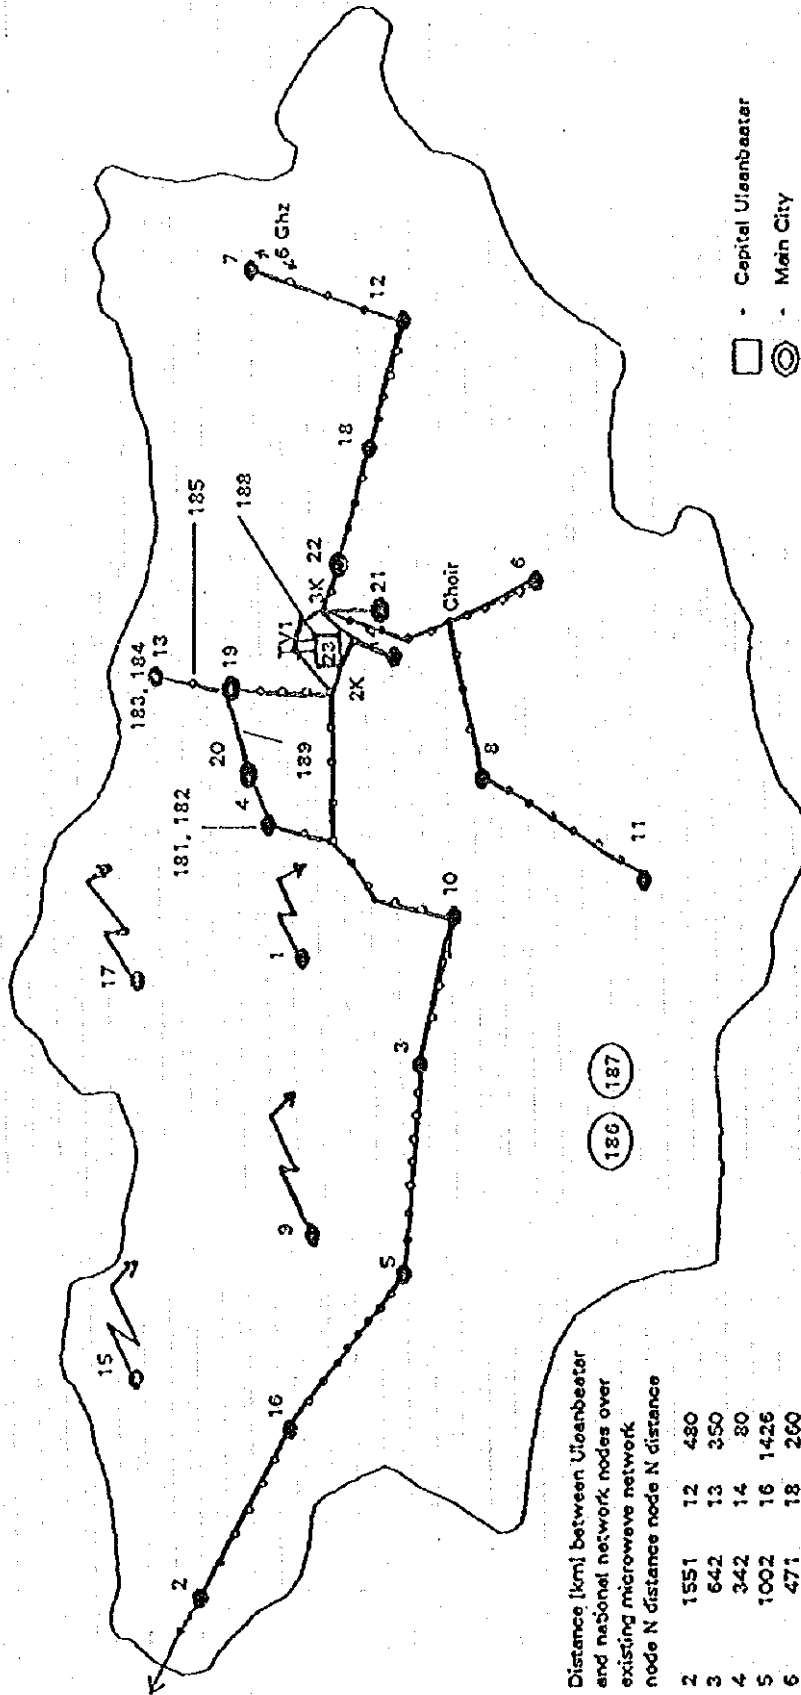 7
6 Ghz
12
18
185
188
22
3K
21
6
Choir
183, 184
13
19
TV1
23
2K
20
189
4
8
181, 182
11
10
17
1
3
9
186
187
5
15
16
2
- Capital Ulaanbaatar
- Main City
Distance [km] between Ulaanbaatar
and national network nodes over
existing microwave network
node N distance node N distance
2 1551 12 480
3 642 13 350
4 342 14 80
5 1002 16 1426
6 471 18 260